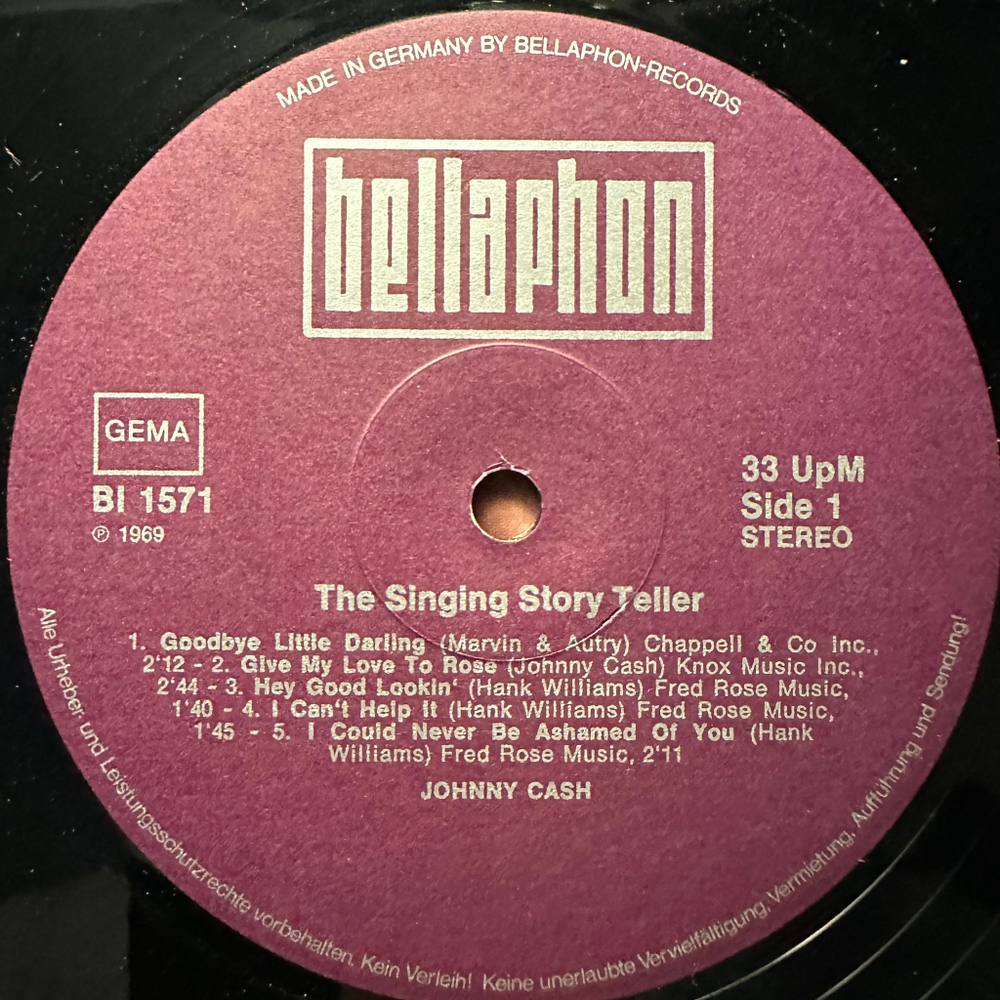 MADE IN GERMANY BY BELLAPHON-RECORDS
bellaphon
GEMA
BI 1571
℗ 1969
33 UpM
Side 1
STEREO
The Singing Story Teller
1. Goodbye Little Darling (Marvin & Autry) Chappell & Co Inc.,
2'12 - 2. Give My Love To Rose (Johnny Cash) Knox Music Inc.,
2'44 - 3. Hey Good Lookin' (Hank Williams) Fred Rose Music,
1'40 - 4. I Can't Help It (Hank Williams) Fred Rose Music,
1'45 - 5. I Could Never Be Ashamed Of You (Hank
Williams) Fred Rose Music, 2'11
JOHNNY CASH
Alle Urheber und Leistungsschutzrechte vorbehalten. Kein Verleih! Keine unerlaubte Vervielfältigung, Vermietung, Aufführung und Sendung!